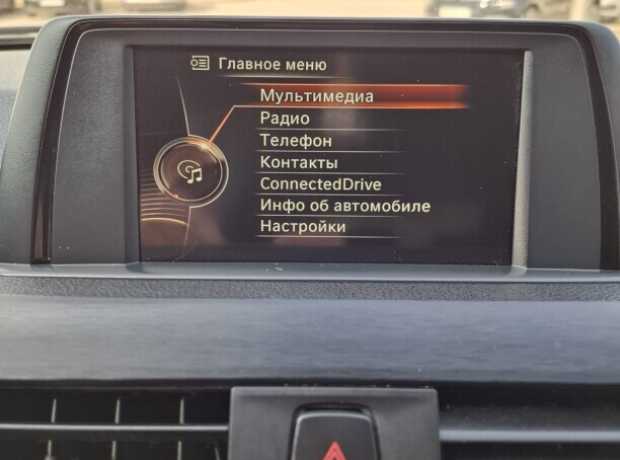 Главное меню
Мультимедиа
Радио
Телефон
Контакты
ConnectedDrive
Инфо об автомобиле
Настройки